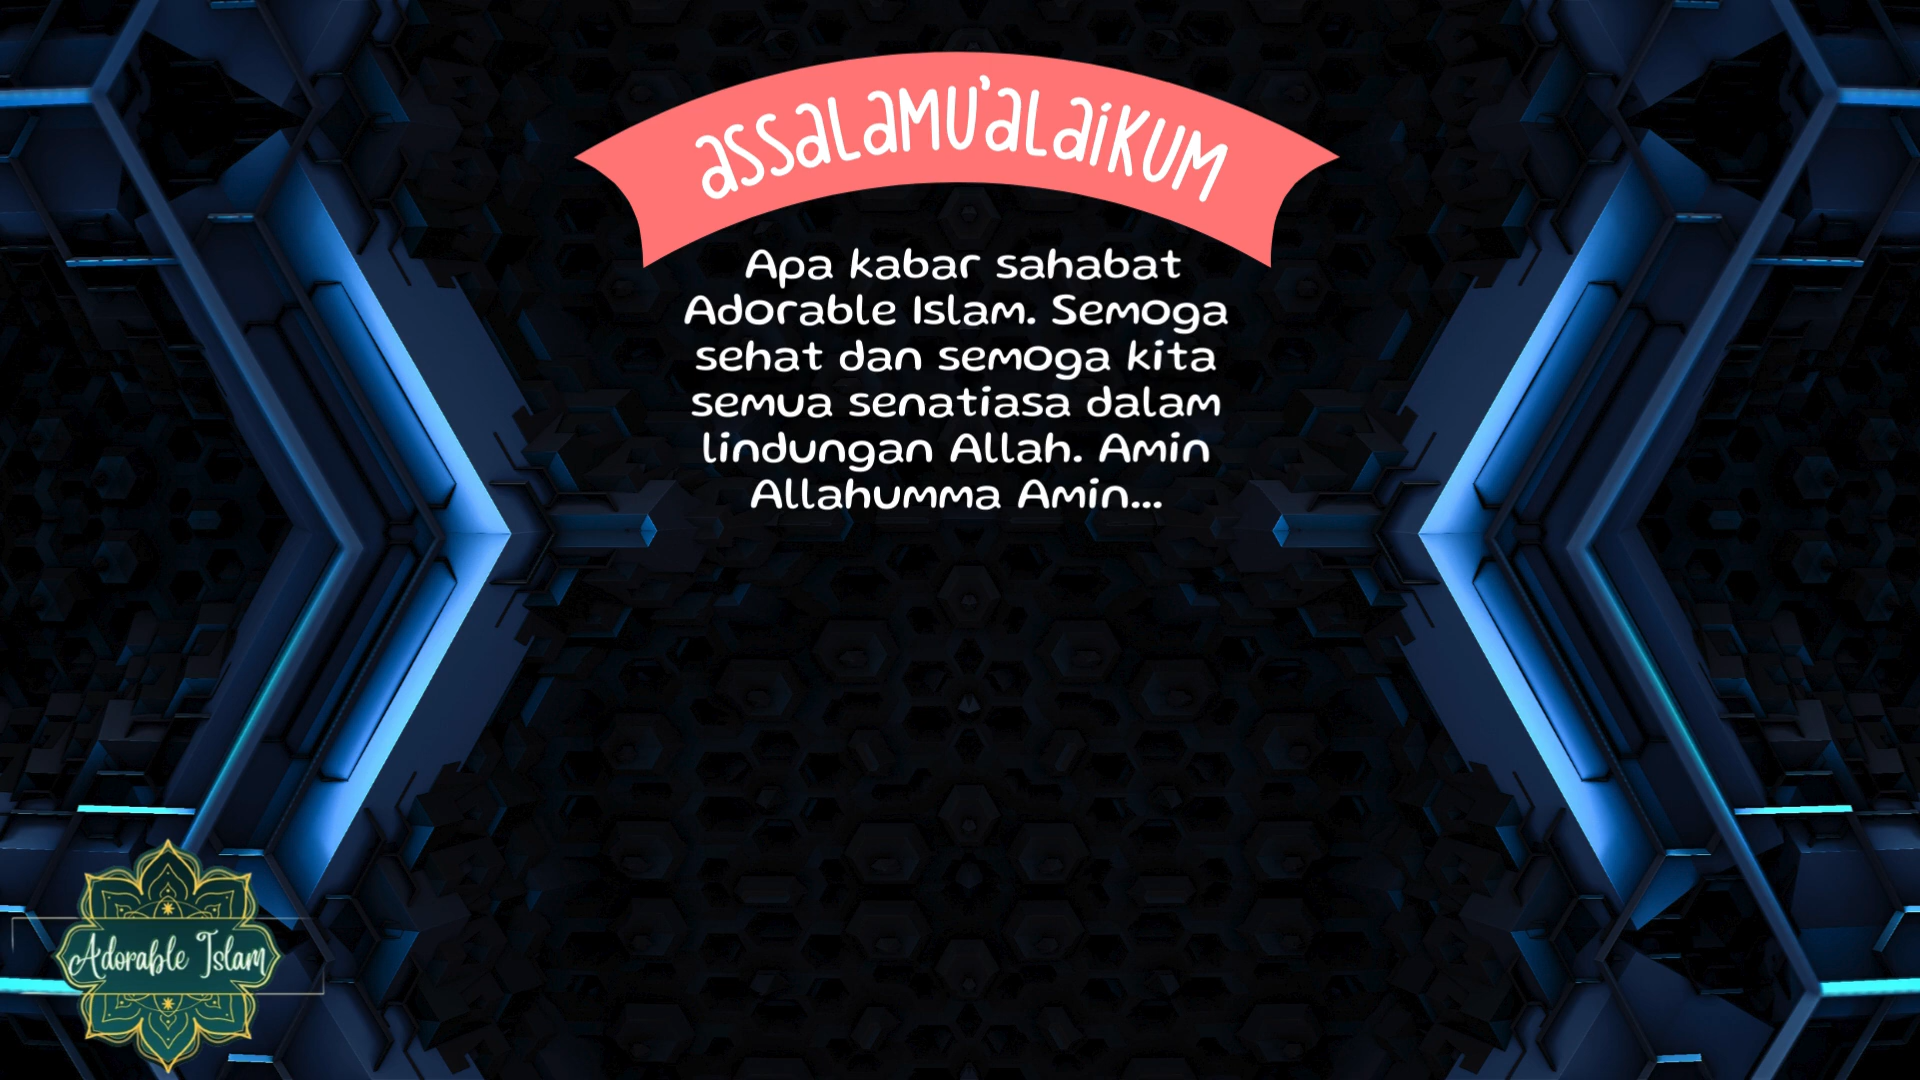 assalamu'alaikum
Apa kabar sahabat
Adorable Islam. Semoga
sehat dan semoga kita
semua senatiasa dalam
lindungan Allah. Amin
Allahumma Amin...
Adorable Islam